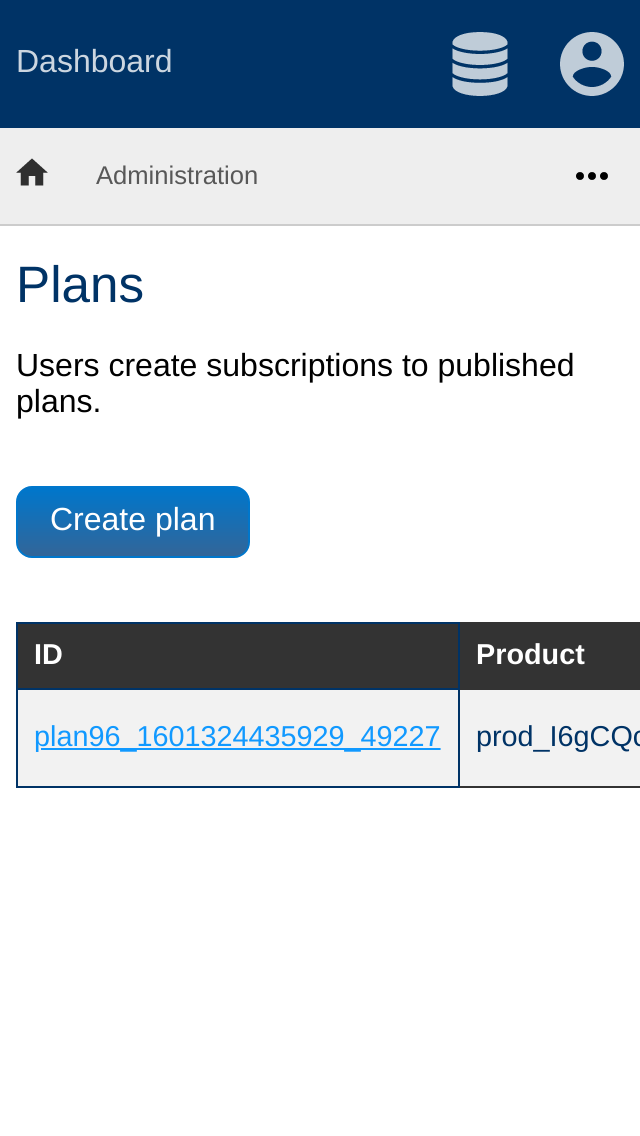 Dashboard
Administration
Plans
Users create subscriptions to published
plans.
Create plan
ID Product
plan96_1601324435929_49227